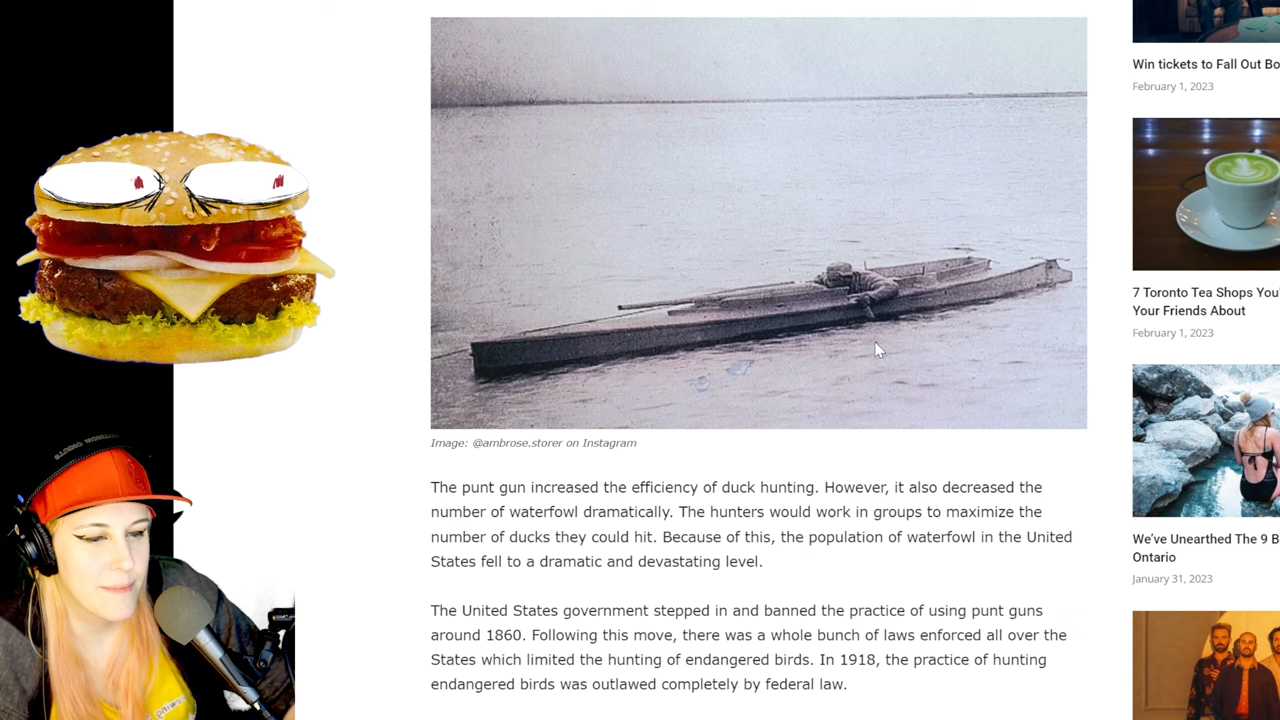 Win tickets to Fall Out Bo
February 1, 2023
7 Toronto Tea Shops You'
Your Friends About
February 1, 2023
Image: @ambrose.storer on Instagram
The punt gun increased the efficiency of duck hunting. However, it also decreased the
number of waterfowl dramatically. The hunters would work in groups to maximize the
number of ducks they could hit. Because of this, the population of waterfowl in the United
States fell to a dramatic and devastating level.
The United States government stepped in and banned the practice of using punt guns
around 1860. Following this move, there was a whole bunch of laws enforced all over the
States which limited the hunting of endangered birds. In 1918, the practice of hunting
endangered birds was outlawed completely by federal law.
We've Unearthed The 9 B
Ontario
January 31, 2023